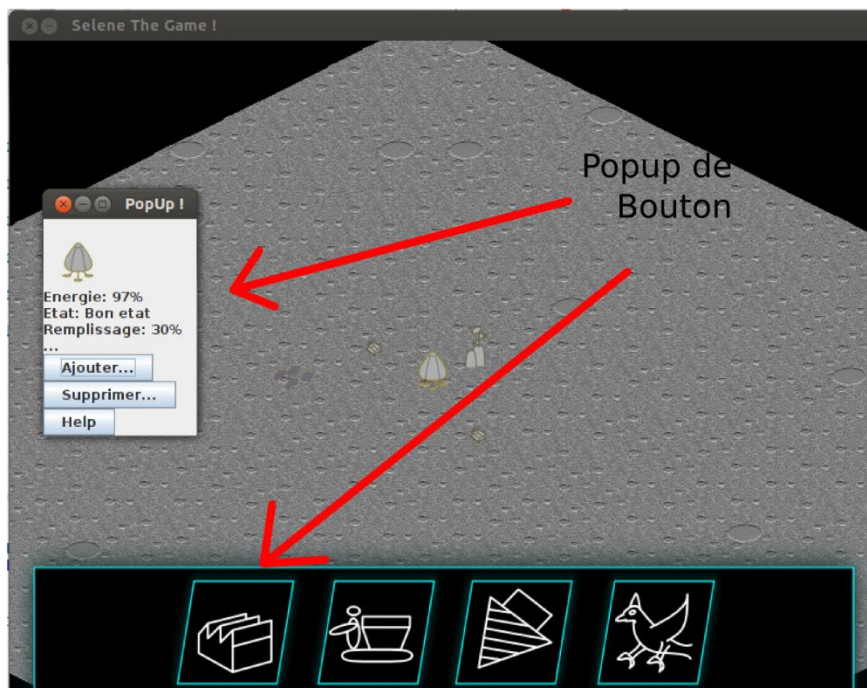 Selene The Game !
Popup de
Bouton
PopUp !
Energie: 97%
Etat: Bon etat
Remplissage: 30%
...
Ajouter...
Supprimer...
Help